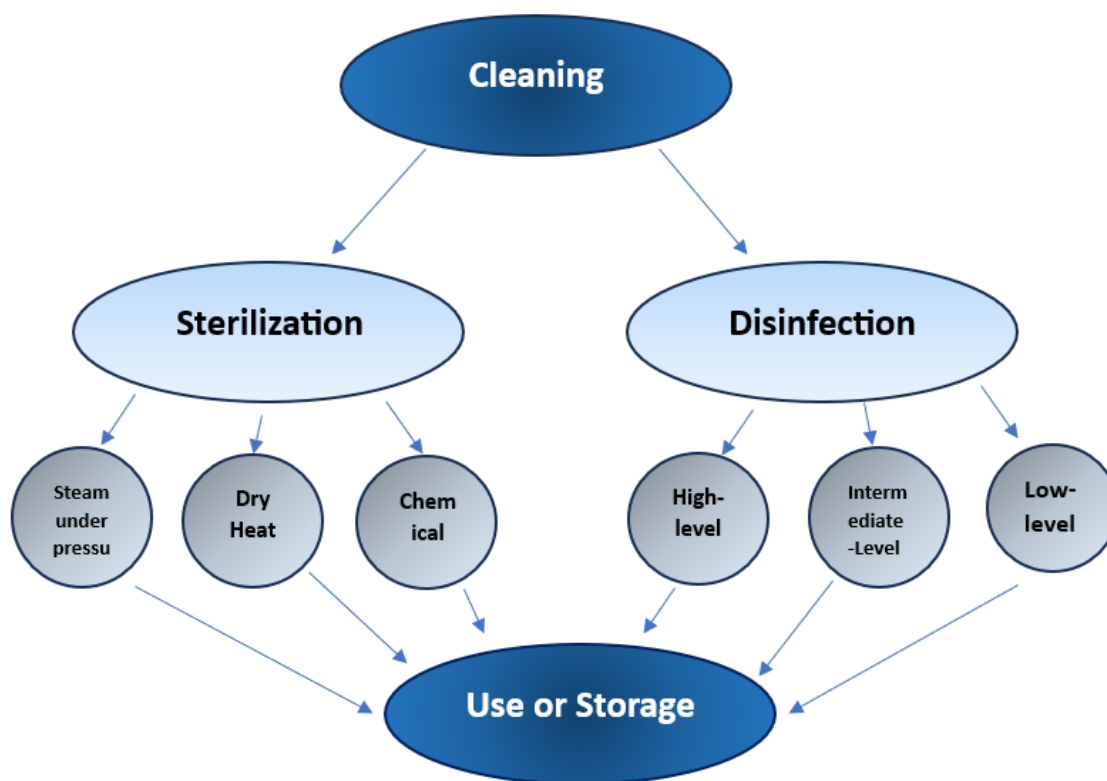 Cleaning
Sterilization
Disinfection
Steam
under
pressu
Dry
Heat
Chem
ical
High-
level
Interm
ediate
-Level
Low-
level
Use or Storage